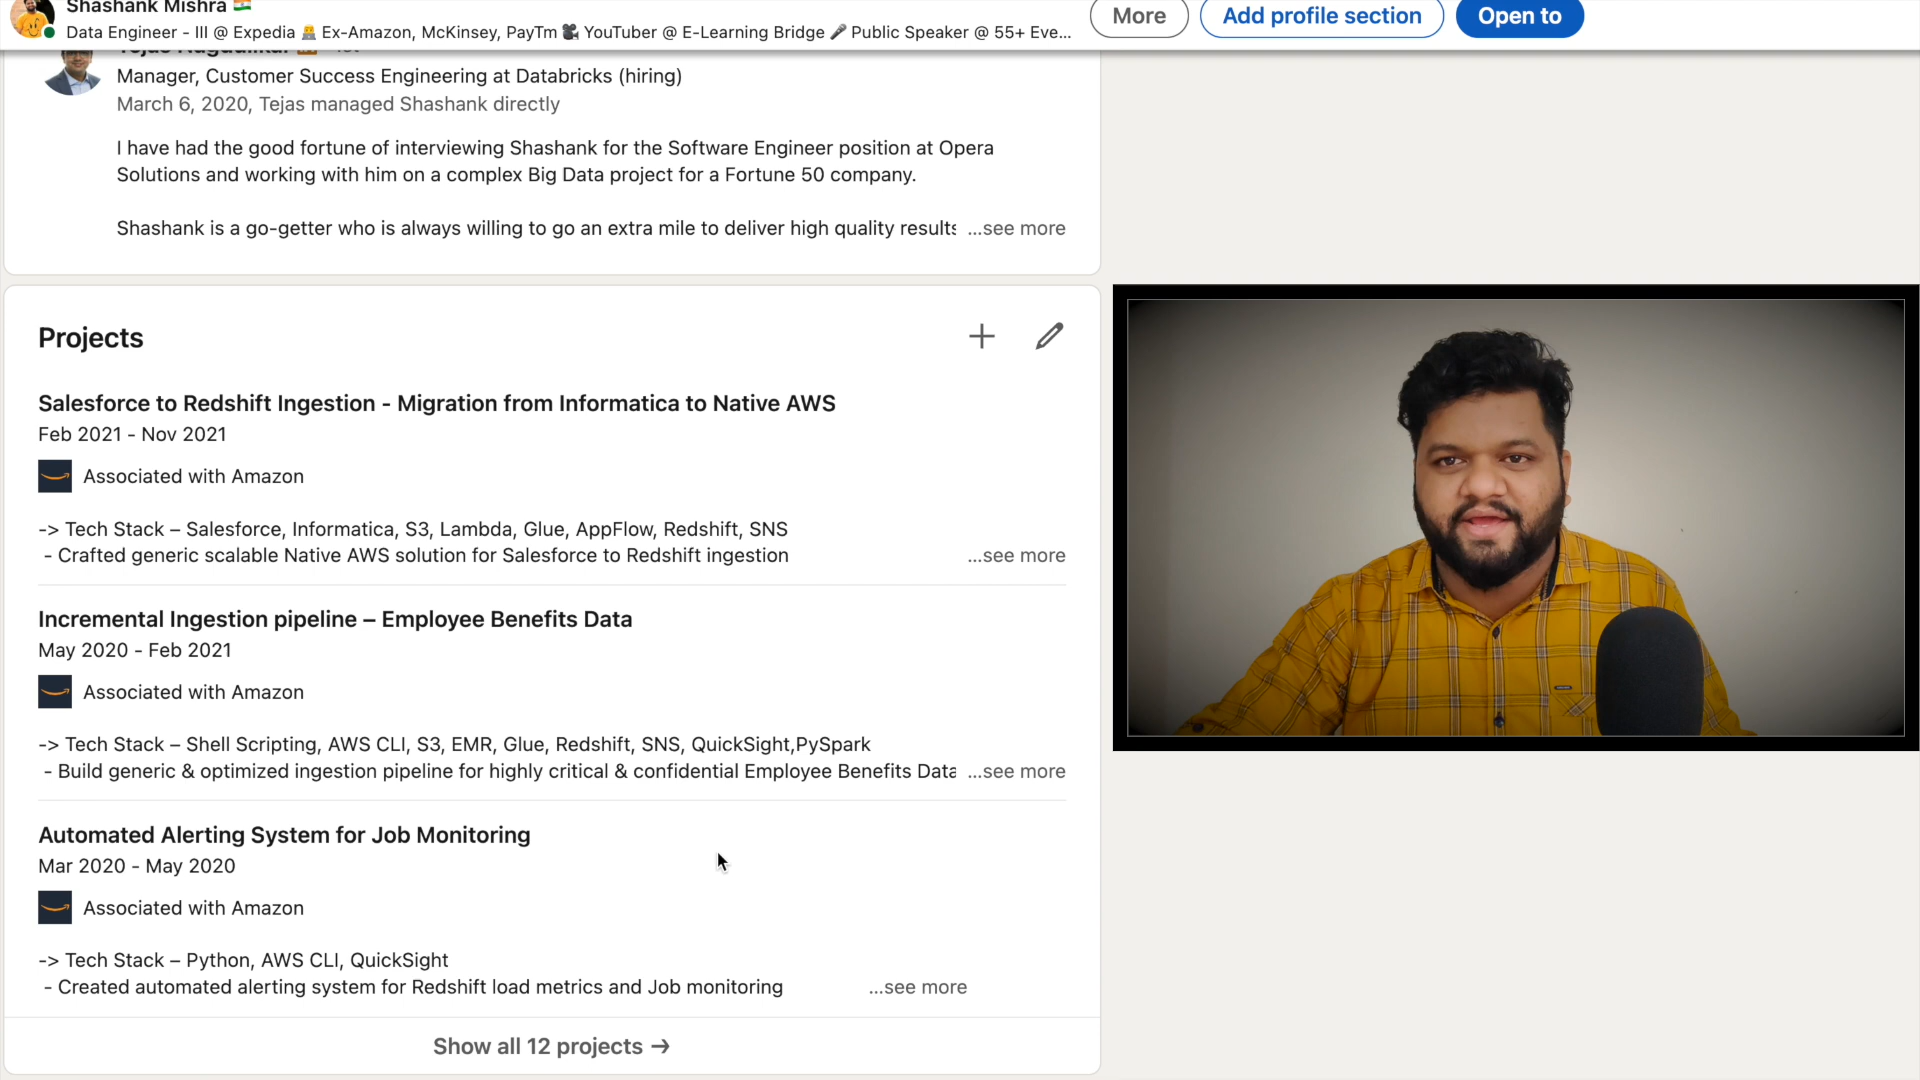 Shashank Mishra
Data Engineer - III @ Expedia 👨‍💻 Ex-Amazon, McKinsey, PayTm 🎥 YouTuber @ E-Learning Bridge 🎤 Public Speaker @ 55+ Eve...
More
Add profile section
Open to
Manager, Customer Success Engineering at Databricks (hiring)
March 6, 2020, Tejas managed Shashank directly
I have had the good fortune of interviewing Shashank for the Software Engineer position at Opera
Solutions and working with him on a complex Big Data project for a Fortune 50 company.
Shashank is a go-getter who is always willing to go an extra mile to deliver high quality results ...see more
Projects
Salesforce to Redshift Ingestion - Migration from Informatica to Native AWS
Feb 2021 - Nov 2021
Associated with Amazon
-> Tech Stack – Salesforce, Informatica, S3, Lambda, Glue, AppFlow, Redshift, SNS
- Crafted generic scalable Native AWS solution for Salesforce to Redshift ingestion ...see more
Incremental Ingestion pipeline – Employee Benefits Data
May 2020 - Feb 2021
Associated with Amazon
-> Tech Stack – Shell Scripting, AWS CLI, S3, EMR, Glue, Redshift, SNS, QuickSight,PySpark
- Build generic & optimized ingestion pipeline for highly critical & confidential Employee Benefits Data ...see more
Automated Alerting System for Job Monitoring
Mar 2020 - May 2020
Associated with Amazon
-> Tech Stack – Python, AWS CLI, QuickSight
- Created automated alerting system for Redshift load metrics and Job monitoring ...see more
Show all 12 projects →